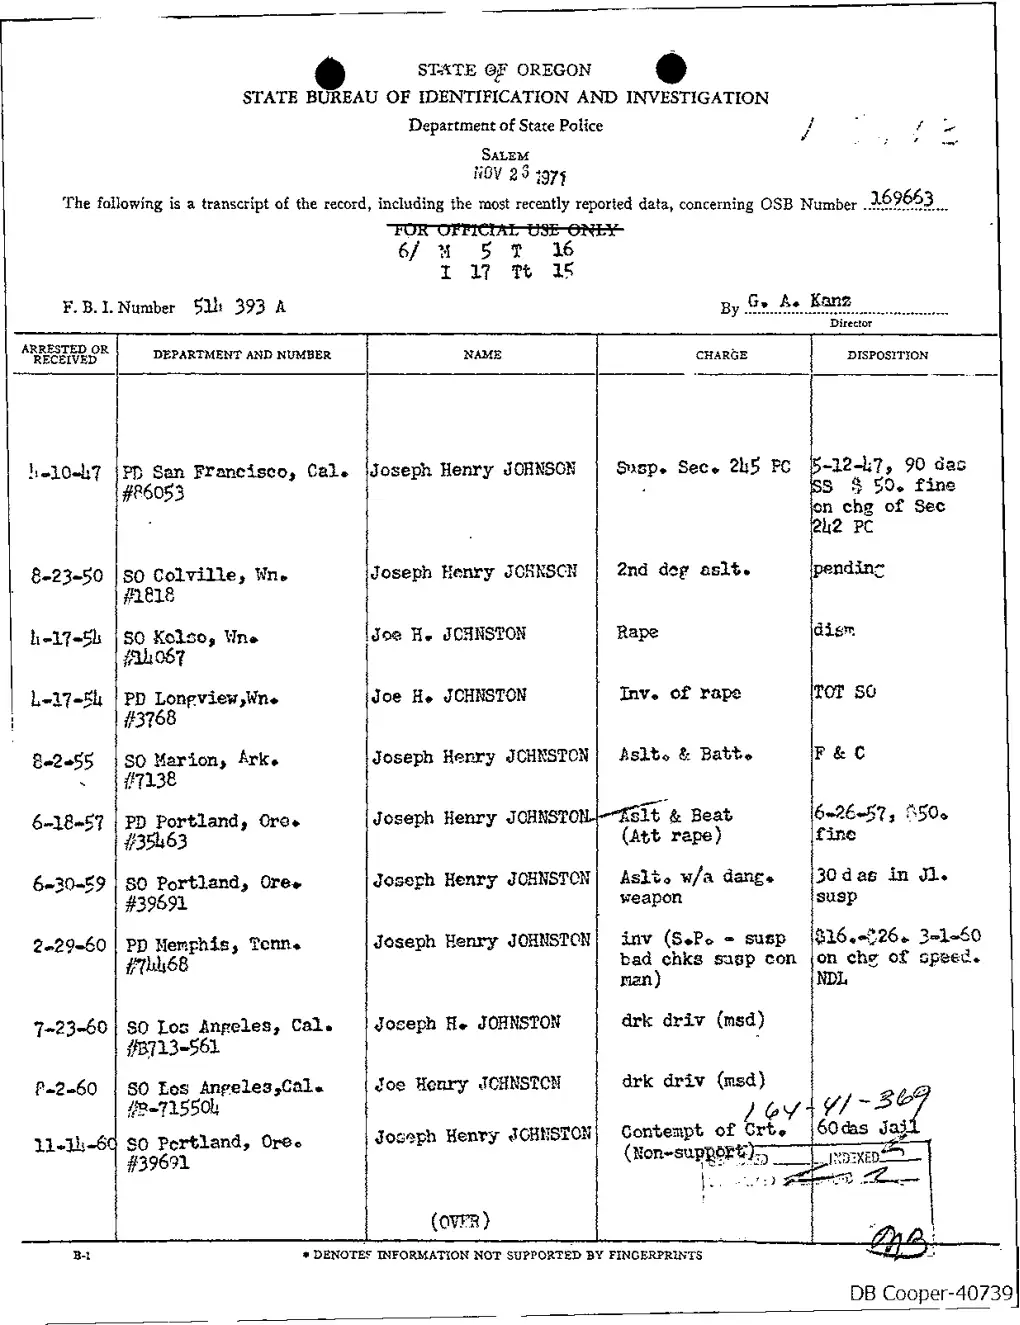 STATE OF OREGON
STATE BUREAU OF IDENTIFICATION AND INVESTIGATION
Department of State Police
SALEM
NOV 23 1971
The following is a transcript of the record, including the most recently reported data, concerning OSB Number 169663
FOR OFFICIAL USE ONLY
6/ M 5 T 16
I 17 Tt 15
F. B. I. Number 514 393 A
By G. A. Kanz
Director
ARRESTED OR RECEIVED DEPARTMENT AND NUMBER NAME CHARGE DISPOSITION
4-10-47 PD San Francisco, Cal. Joseph Henry JOHNSON Susp. Sec. 245 PC 5-12-47, 90 das
#86053 SS $ 50. fine
on chg of Sec
242 PC
8-23-50 SO Colville, Wn. Joseph Henry JOHNSON 2nd deg aslt. pending
#1818
4-17-54 SO Kelso, Wn. Joe H. JOHNSTON Rape dism
#14067
4-17-54 PD Longview,Wn. Joe H. JOHNSTON Inv. of rape TOT SO
#3768
8-2-55 SO Marion, Ark. Joseph Henry JOHNSTON Aslt. & Batt. F & C
#7138
6-18-57 PD Portland, Ore. Joseph Henry JOHNSTON Aslt & Beat 6-26-57, $50.
#35463 (Att rape) fine
6-30-59 SO Portland, Ore. Joseph Henry JOHNSTON Aslt. w/a dang. 30 das in Jl.
#39691 weapon susp
2-29-60 PD Memphis, Tenn. Joseph Henry JOHNSTON inv (S.P. - susp $16.-$26. 3-1-60
#74468 bad chks susp con on chg of speed.
man) NDL
7-23-60 SO Los Angeles, Cal. Joseph H. JOHNSTON drk driv (msd)
#B713-561
8-2-60 SO Los Angeles,Cal. Joe Henry JOHNSTON drk driv (msd)
#B-715504
164-41-369
11-14-60 SO Portland, Ore. Joseph Henry JOHNSTON Contempt of Crt. 60das Jail
#39691 (Non-support)
INDEXED
(OVER)
B-1 * DENOTES INFORMATION NOT SUPPORTED BY FINGERPRINTS
DB Cooper-40739